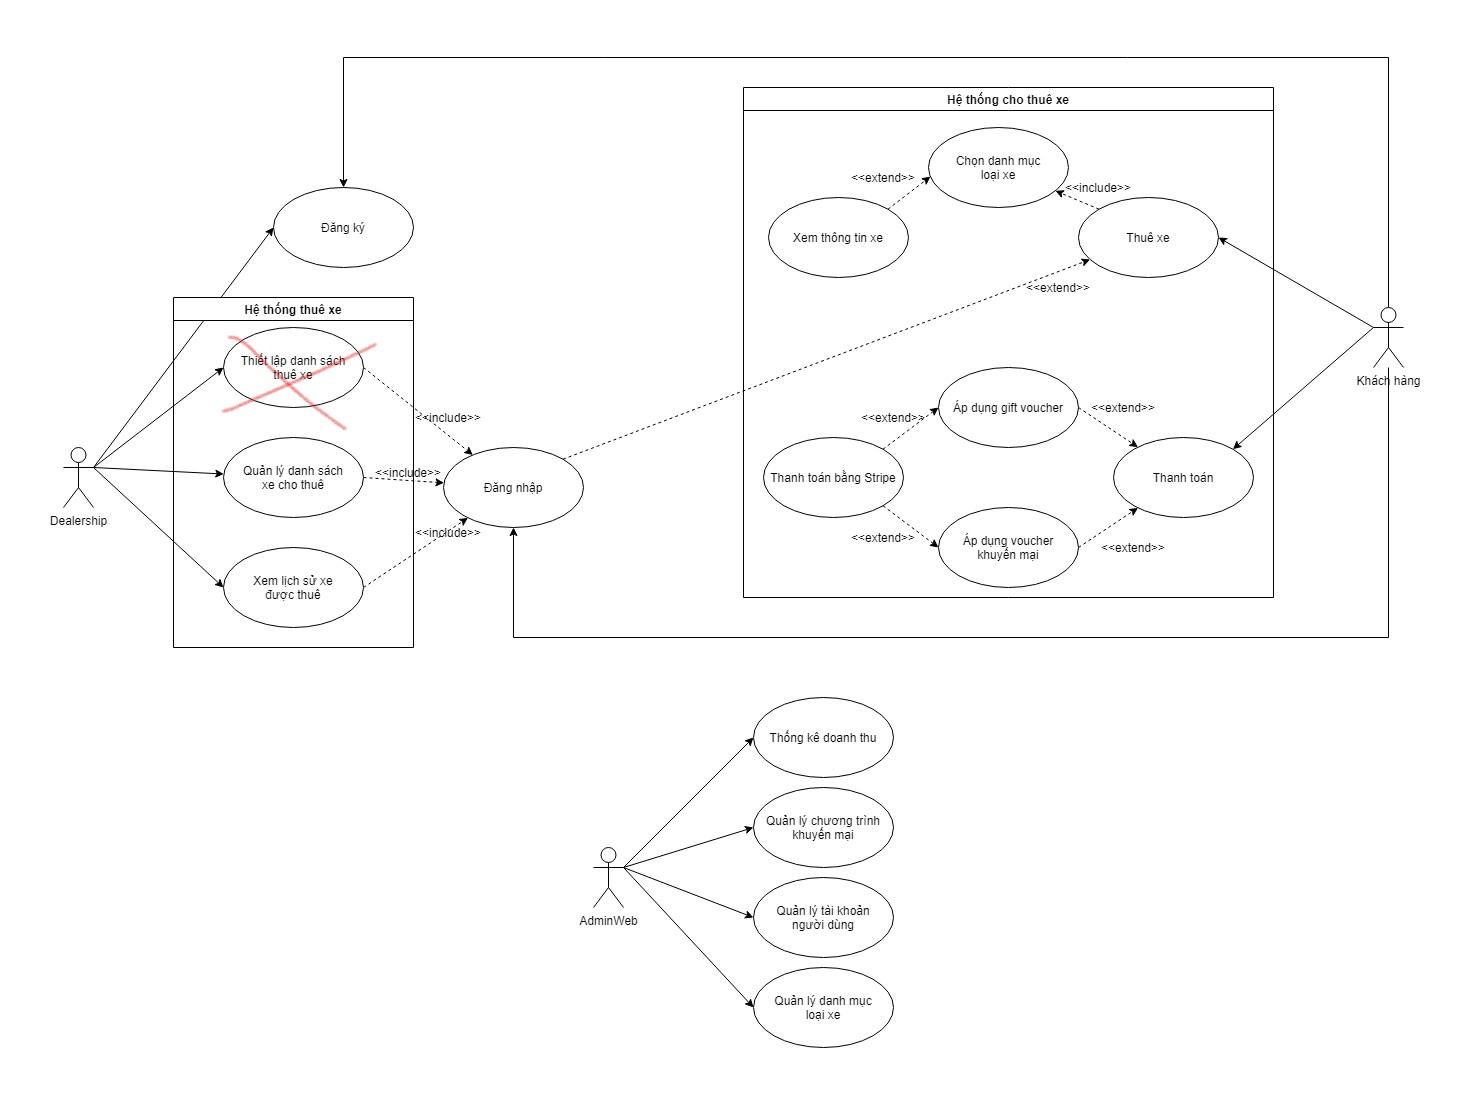 Hệ thống cho thuê xe
Chọn danh mục
loại xe
<<extend>>
<<include>>
Xem thông tin xe
Thuê xe
Đăng ký
<<extend>>
Hệ thống thuê xe
Thiết lập danh sách
thuê xe
<<include>>
Quản lý danh sách
xe cho thuê
<<include>>
Đăng nhập
Xem lịch sử xe
được thuê
<<include>>
Dealership
Áp dụng gift voucher
<<extend>>
<<extend>>
Thanh toán bằng Stripe
Thanh toán
<<extend>>
Áp dụng voucher
khuyến mại
<<extend>>
Khách hàng
Thống kê doanh thu
Quản lý chương trình
khuyến mại
AdminWeb
Quản lý tài khoản
người dùng
Quản lý danh mục
loại xe